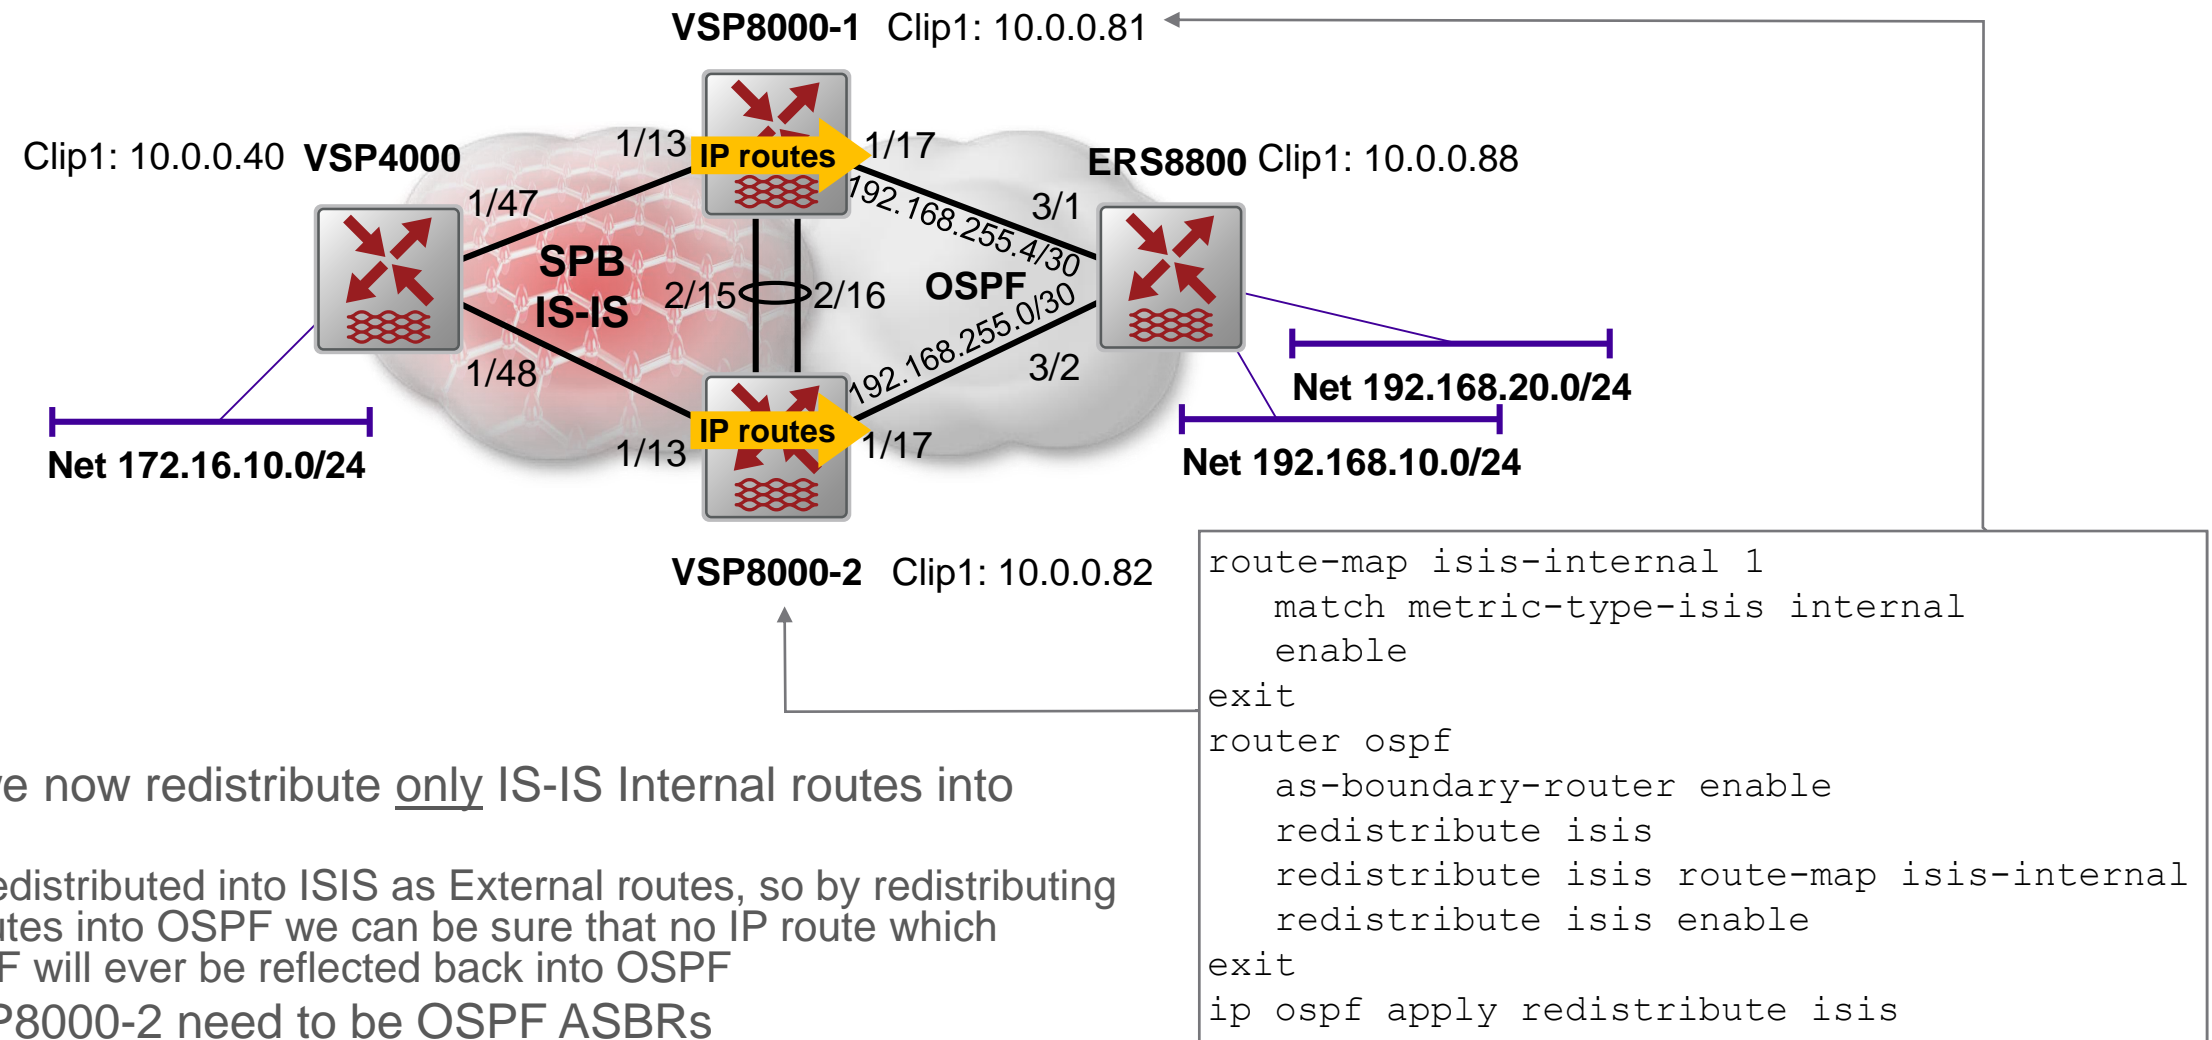 VSP8000-1 Clip1: 10.0.0.81
Clip1: 10.0.0.40 VSP4000
1/13
IP routes
1/17
ERS8800 Clip1: 10.0.0.88
1/47
192.168.255.4/30
3/1
SPB
IS-IS
2/15
2/16
OSPF
192.168.255.0/30
3/2
1/48
1/13
IP routes
1/17
Net 172.16.10.0/24
Net 192.168.20.0/24
Net 192.168.10.0/24
VSP8000-2 Clip1: 10.0.0.82
route-map isis-internal 1
match metric-type-isis internal
enable
exit
router ospf
as-boundary-router enable
redistribute isis
redistribute isis route-map isis-internal
redistribute isis enable
exit
ip ospf apply redistribute isis
now redistribute only IS-IS Internal routes into
distributed into ISIS as External routes, so by redistributing
into OSPF we can be sure that no IP route which
F will ever be reflected back into OSPF
P8000-2 need to be OSPF ASBRs